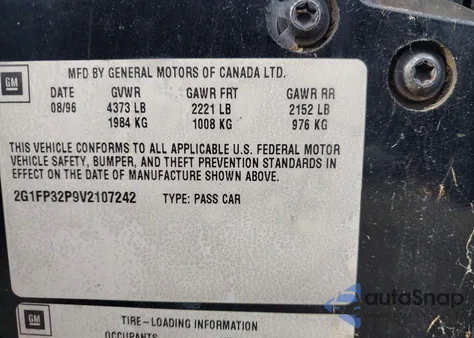 GM
MFD BY GENERAL MOTORS OF CANADA LTD.
DATE GVWR GAWR FRT GAWR RR
08/96 4373 LB 2221 LB 2152 LB
1984 KG 1008 KG 976 KG
THIS VEHICLE CONFORMS TO ALL APPLICABLE U.S. FEDERAL MOTOR
VEHICLE SAFETY, BUMPER, AND THEFT PREVENTION STANDARDS IN
EFFECT ON THE DATE OF MANUFACTURE SHOWN ABOVE.
2G1FP32P9V2107242 TYPE: PASS CAR
autoSnap
GM
TIRE-LOADING INFORMATION
OCCUPANTS